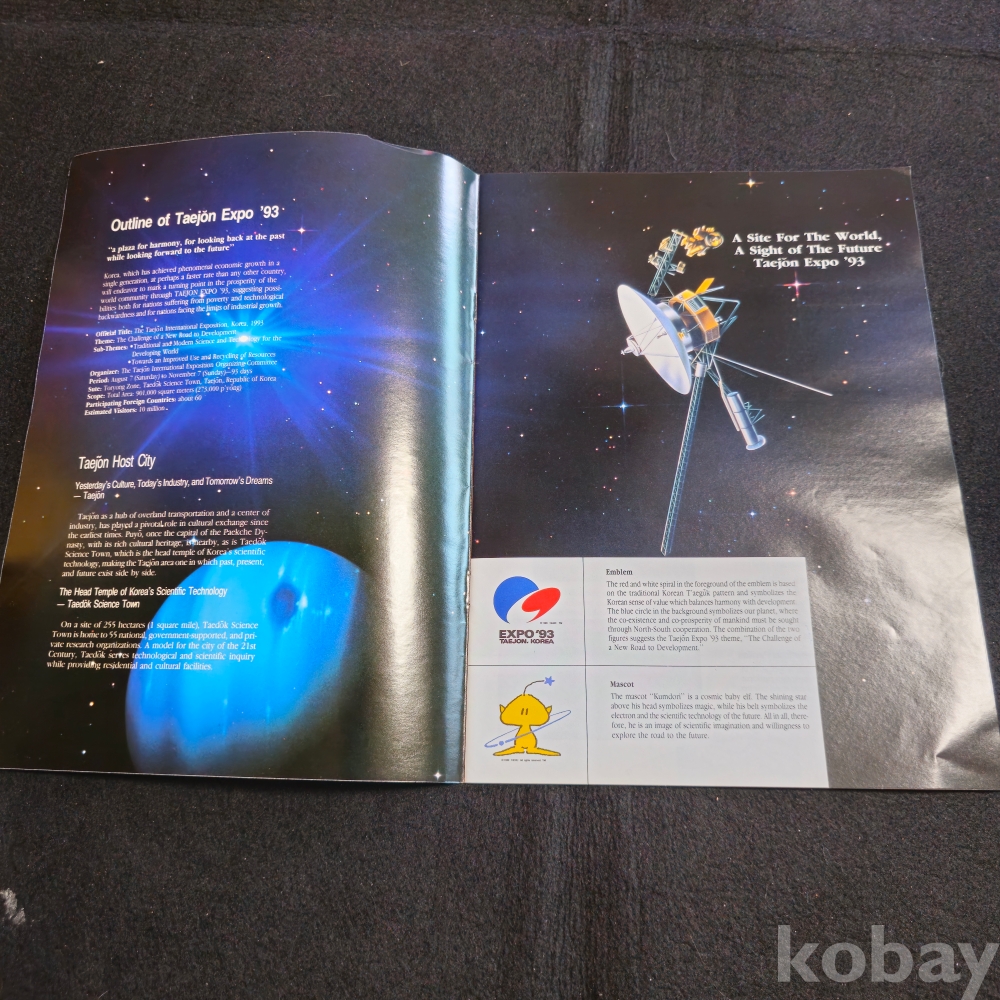 Outline of Taejŏn Expo '93
"a plaza for harmony, for looking back at the past
while looking forward to the future"
Korea, which has achieved phenomenal economic growth in a
single generation, at perhaps a faster rate than any other country,
will endeavor to mark a turning point in the prosperity of the
world community through TAEJON EXPO '93, suggesting possi-
bilities both for nations suffering from poverty and technological
backwardness and for nations facing the limits of industrial growth.
Official Title: The Taejŏn International Exposition, Korea, 1993
Theme: The Challenge of a New Road to Development
Sub-Themes: •Traditional and Modern Science and Technology for the
Developing World
•Towards an Improved Use and Recycling of Resources
Organizer: The Taejŏn International Exposition Organizing Committee
Period: August 7 (Saturday) to November 7 (Sunday)—93 days
Zone, Taedŏk Science Town, Taejŏn, Republic of Korea
Scope: Total Area: 901,000 square meters (273,000 p'yong)
Participating Foreign Countries: about 60
Estimated Visitors: 10 million
Taejŏn Host City
Yesterday's Culture, Today's Industry, and Tomorrow's Dreams
— Taejŏn
Taejŏn as a hub of overland transportation and a center of
industry, has played a pivotal role in cultural exchange since
the earliest times. Puyŏ, once the capital of the Paekche Dy-
nasty, with its rich cultural heritage, is nearby, as is Taedŏk
Science Town, which is the head temple of Korea's scientific
technology, making the Taejŏn area one in which past, present,
and future exist side by side.
The Head Temple of Korea's Scientific Technology
— Taedŏk Science Town
On a site of 255 hectares (1 square mile), Taedŏk Science
Town is home to 55 national, government-supported, and pri-
vate research organizations. A model for the city of the 21st
Century, Taedŏk serves technological and scientific inquiry
while providing residential and cultural facilities.
A Site For The World,
A Sight of The Future
Taejŏn Expo '93
EXPO '93
TAEJON, KOREA
Emblem
The red and white spiral in the foreground of the emblem is based
on the traditional Korean T'aegŭk pattern and symbolizes the
Korean sense of value which balances harmony with development.
The blue circle in the background symbolizes our planet, where
the co-existence and co-prosperity of mankind must be sought
through North-South cooperation. The combination of the two
figures suggests the Taejŏn Expo '93 theme, "The Challenge of
a New Road to Development."
Mascot
The mascot "Kumdori" is a cosmic baby elf. The shining star
above his head symbolizes magic, while his belt symbolizes the
electron and the scientific technology of the future. All in all, there-
fore, he is an image of scientific imagination and willingness to
explore the road to the future.
kobay